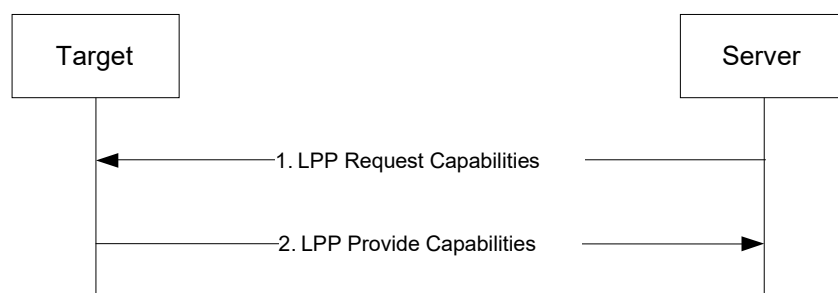 Target
Server
1. LPP Request Capabilities
2. LPP Provide Capabilities